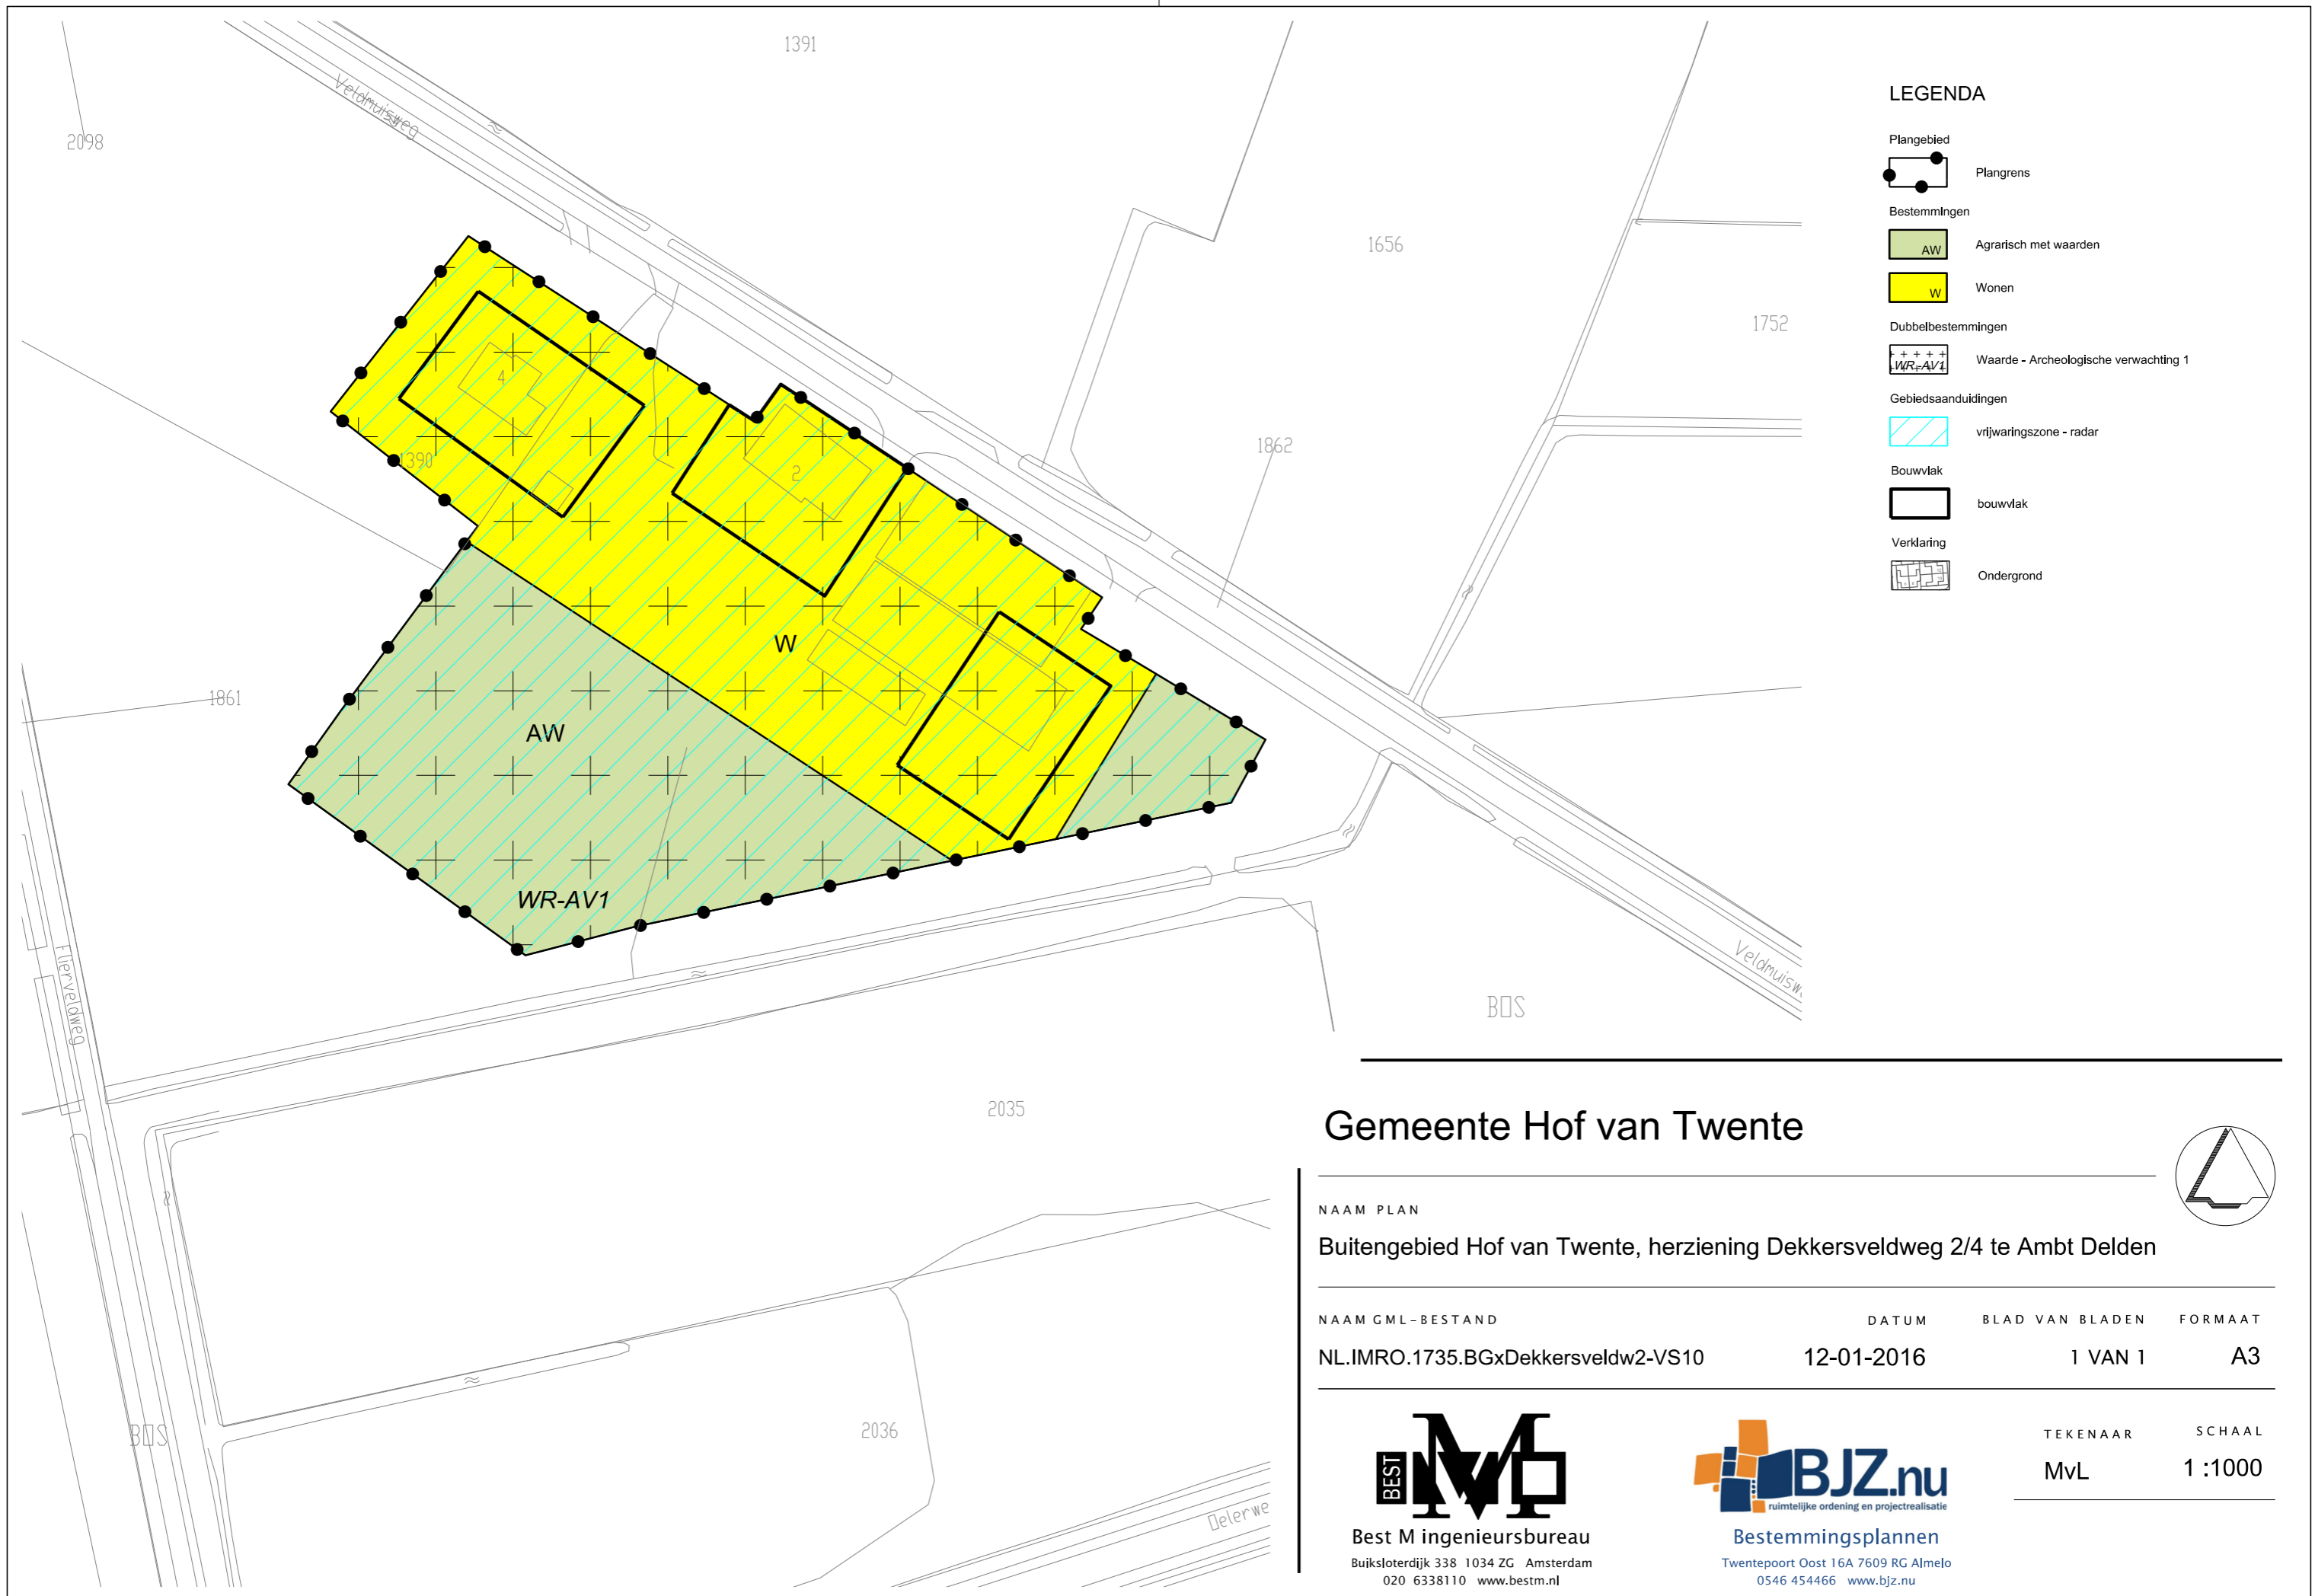 1391
Veldmuisweg
2098
1656
1752
4
1390
2
1862
W
1861
AW
WR-AV1
Flierveldweg
Veldmuisw
BOS
2035
2036
BOS
Oelerwe
LEGENDA
Plangebied
Plangrens
Bestemmingen
AW
Agrarisch met waarden
W
Wonen
Dubbelbestemmingen
WR-AV1
Waarde - Archeologische verwachting 1
Gebiedsaanduidingen
vrijwaringszone - radar
Bouwvlak
bouwvlak
Verklaring
Ondergrond
Gemeente Hof van Twente
NAAM PLAN
Buitengebied Hof van Twente, herziening Dekkersveldweg 2/4 te Ambt Delden
NAAM GML-BESTAND DATUM BLAD VAN BLADEN FORMAAT
NL.IMRO.1735.BGxDekkersveldw2-VS10 12-01-2016 1 VAN 1 A3
BEST M
Best M ingenieursbureau
Buiksloterdijk 338 1034 ZG Amsterdam
020 6338110 www.bestm.nl
BJZ.nu
ruimtelijke ordening en projectrealisatie
Bestemmingsplannen
Twentepoort Oost 16A 7609 RG Almelo
0546 454466 www.bjz.nu
TEKENAAR SCHAAL
MvL 1 :1000